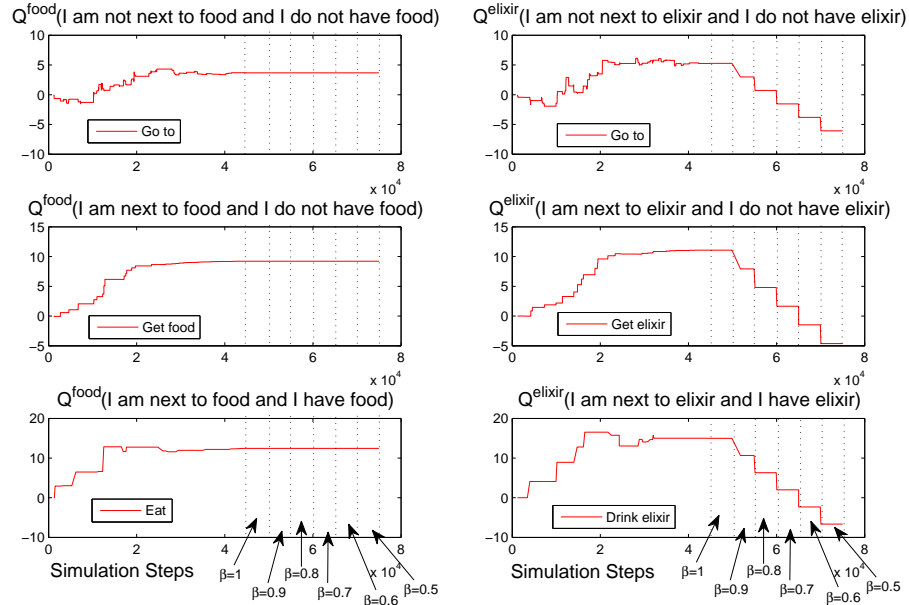 Q^food(I am not next to food and I do not have food)
10
5
0
−5
−10
0 2 4 6 8
x 10^4
Go to
Q^elixir(I am not next to elixir and I do not have elixir)
10
5
0
−5
−10
0 2 4 6 8
x 10^4
Go to
Q^food(I am next to food and I do not have food)
15
10
5
0
−5
0 2 4 6 8
x 10^4
Get food
Q^elixir(I am next to elixir and I do not have elixir)
15
10
5
0
−5
0 2 4 6 8
x 10^4
Get elixir
Q^food(I am next to food and I have food)
20
10
0
−10
0 2 4 6 8
x 10^4
Eat
Simulation Steps
β=1
β=0.9
β=0.8
β=0.7
β=0.6
β=0.5
Q^elixir(I am next to elixir and I have elixir)
20
10
0
−10
0 2 4 6 8
x 10^4
Drink elixir
Simulation Steps
β=1
β=0.9
β=0.8
β=0.7
β=0.6
β=0.5